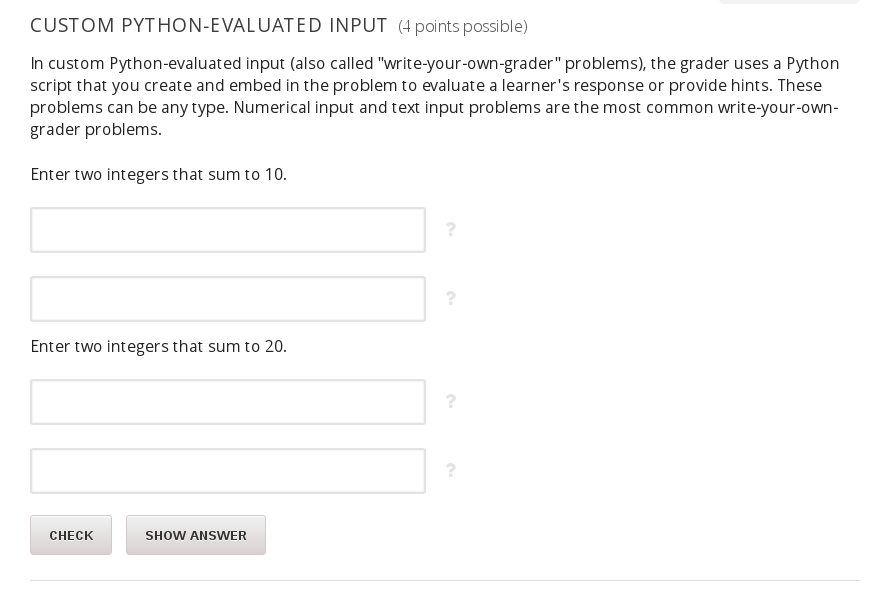 CUSTOM PYTHON-EVALUATED INPUT (4 points possible)
In custom Python-evaluated input (also called "write-your-own-grader" problems), the grader uses a Python
script that you create and embed in the problem to evaluate a learner's response or provide hints. These
problems can be any type. Numerical input and text input problems are the most common write-your-own-
grader problems.
Enter two integers that sum to 10.
?
?
Enter two integers that sum to 20.
?
?
CHECK SHOW ANSWER